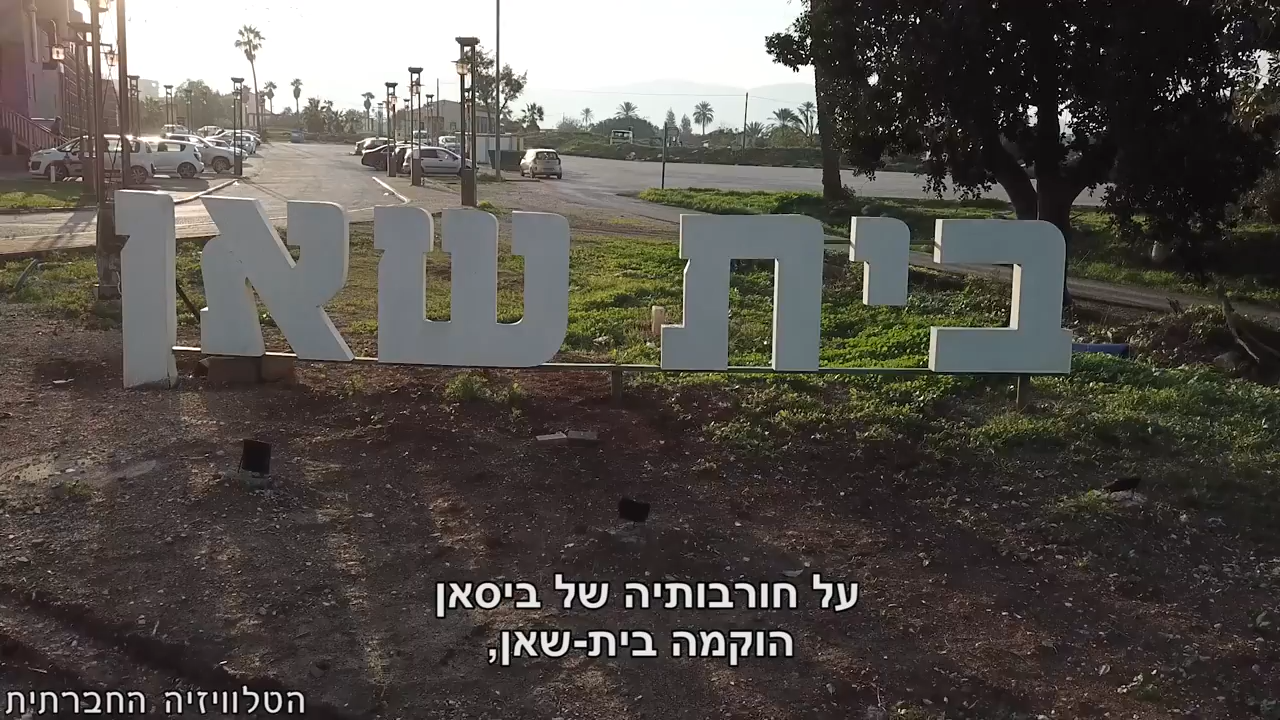 בית שאן
על חורבותיה של ביסאן
הוקמה בית-שאן,
הטלוויזיה החברתית